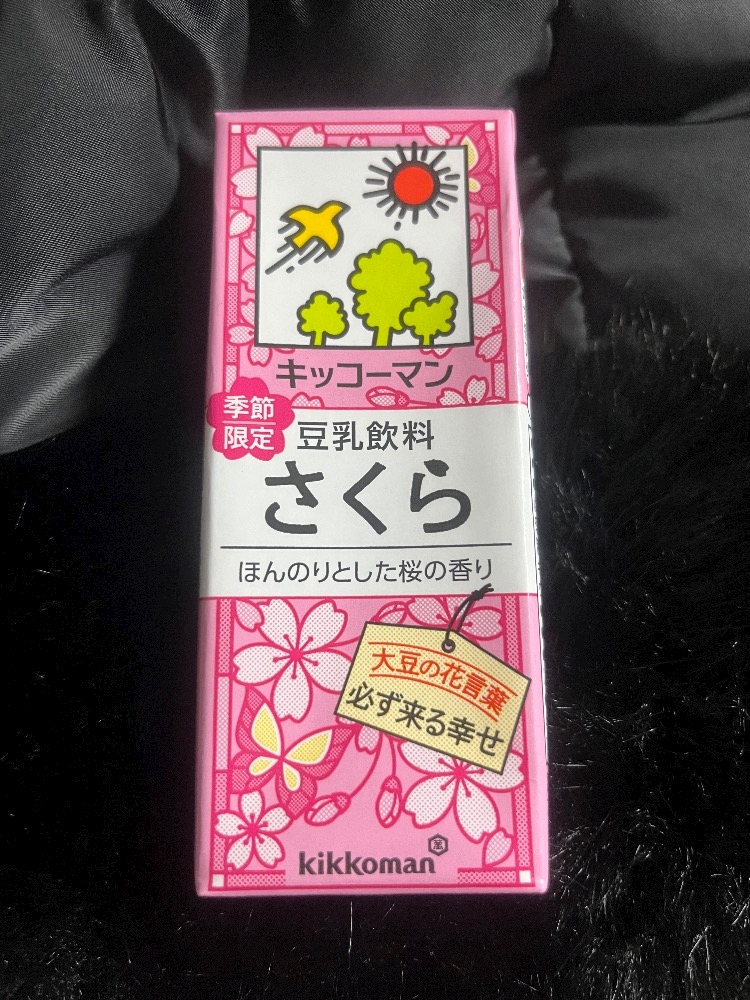 キッコーマン
季節
限定
豆乳飲料
さくら
ほんのりとした桜の香り
大豆の花言葉
必ず来る幸せ
萬
kikkoman